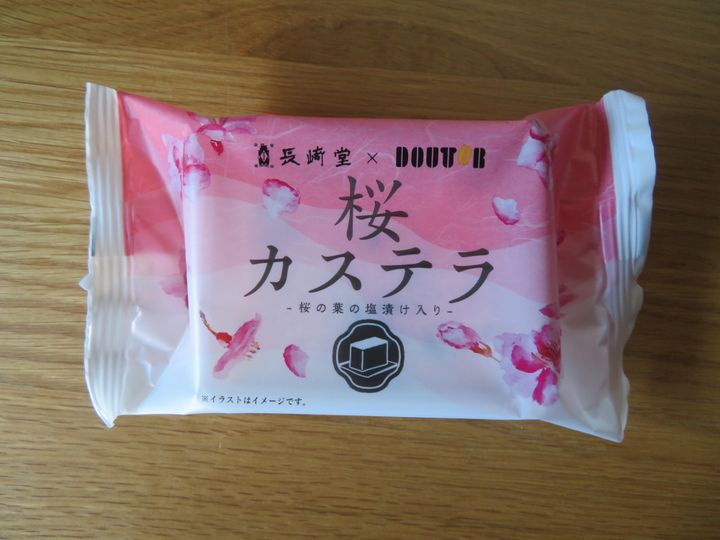 長崎堂 × DOUTOR
桜
カステラ
-桜の葉の塩漬け入り-
※イラストはイメージです。